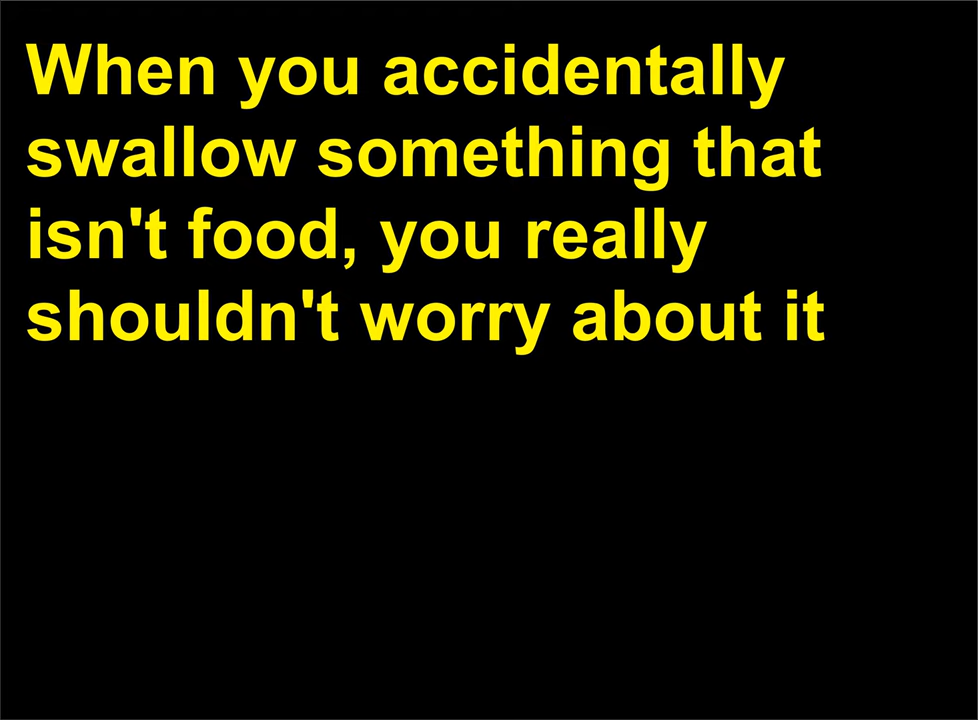 When you accidentally
swallow something that
isn't food, you really
shouldn't worry about it